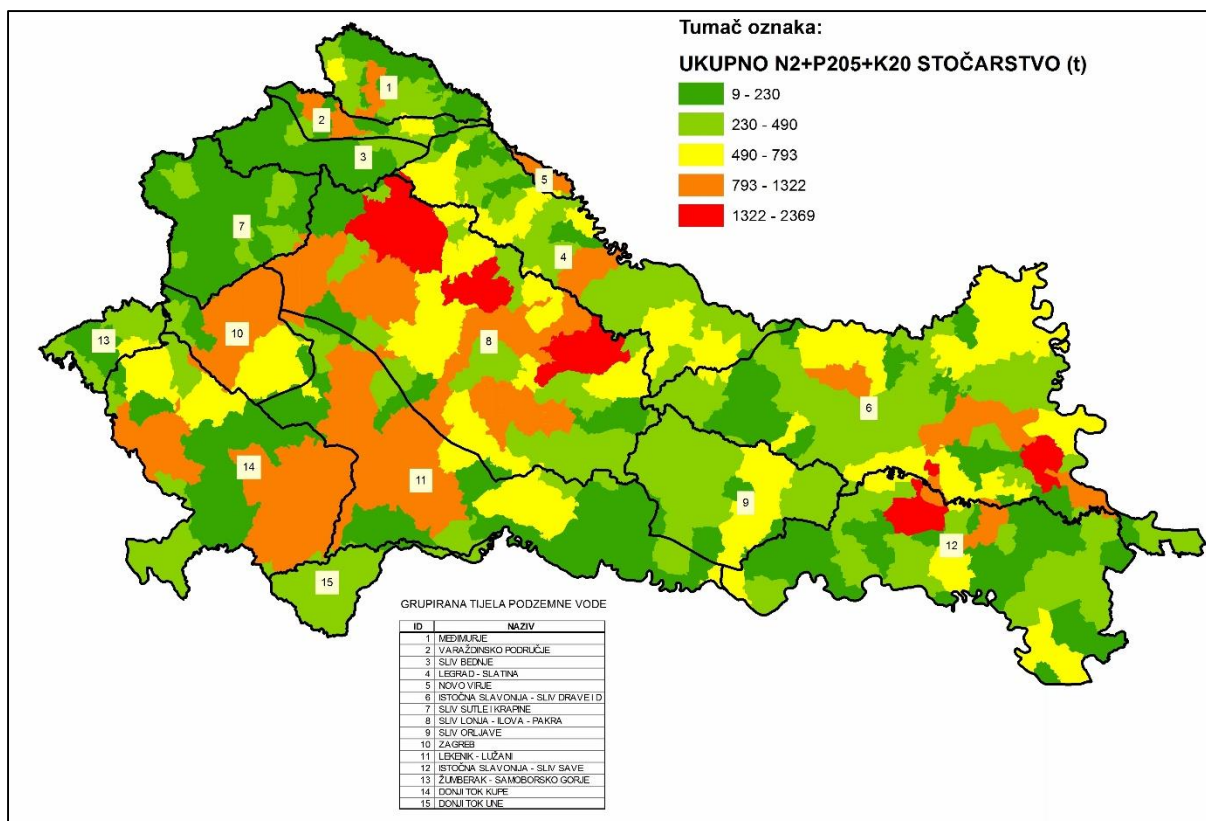 Tumač oznaka:
UKUPNO N2+P205+K20 STOČARSTVO (t)
9 - 230
230 - 490
490 - 793
793 - 1322
1322 - 2369
1
2
3
5
7
4
10
13
8
6
14
11
9
12
15
GRUPIRANA TIJELA PODZEMNE VODE
ID NAZIV
1 MEĐIMURJE
2 VARAŽDINSKO PODRUČJE
3 SLIV BEDNJE
4 LEGRAD - SLATINA
5 NOVO VIRJE
6 ISTOČNA SLAVONIJA - SLIV DRAVE I D
7 SLIV SUTLE I KRAPINE
8 SLIV LONJA - ILOVA - PAKRA
9 SLIV ORLJAVE
10 ZAGREB
11 LEKENIK - LUŽANI
12 ISTOČNA SLAVONIJA - SLIV SAVE
13 ŽUMBERAK - SAMOBORSKO GORJE
14 DONJI TOK KUPE
15 DONJI TOK UNE